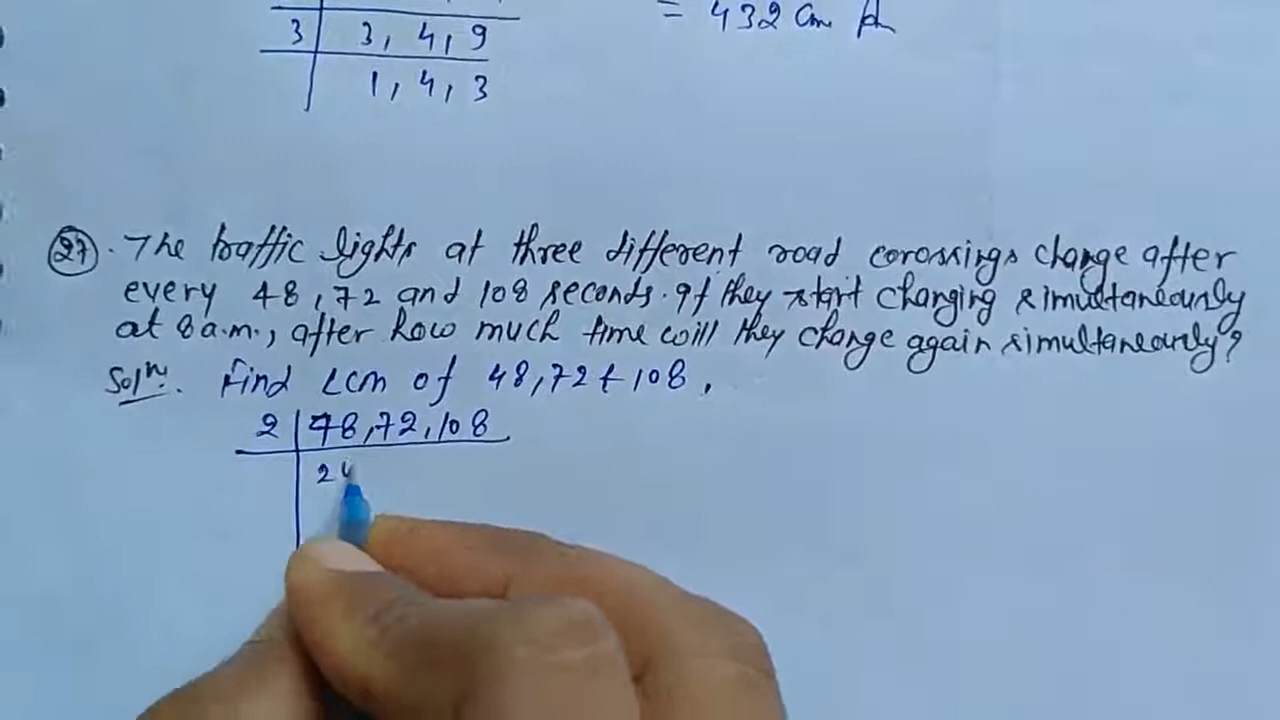 = 432 cm
3 | 3, 4, 9
1, 4, 3
(27). The traffic lights at three different road corossings change after
every 48, 72 and 108 seconds. If they start changing simultaneously
at 8 a.m., after how much time will they change again simultaneously?
Solⁿ. Find LCM of 48, 72 & 108.
2 | 48, 72, 108
24